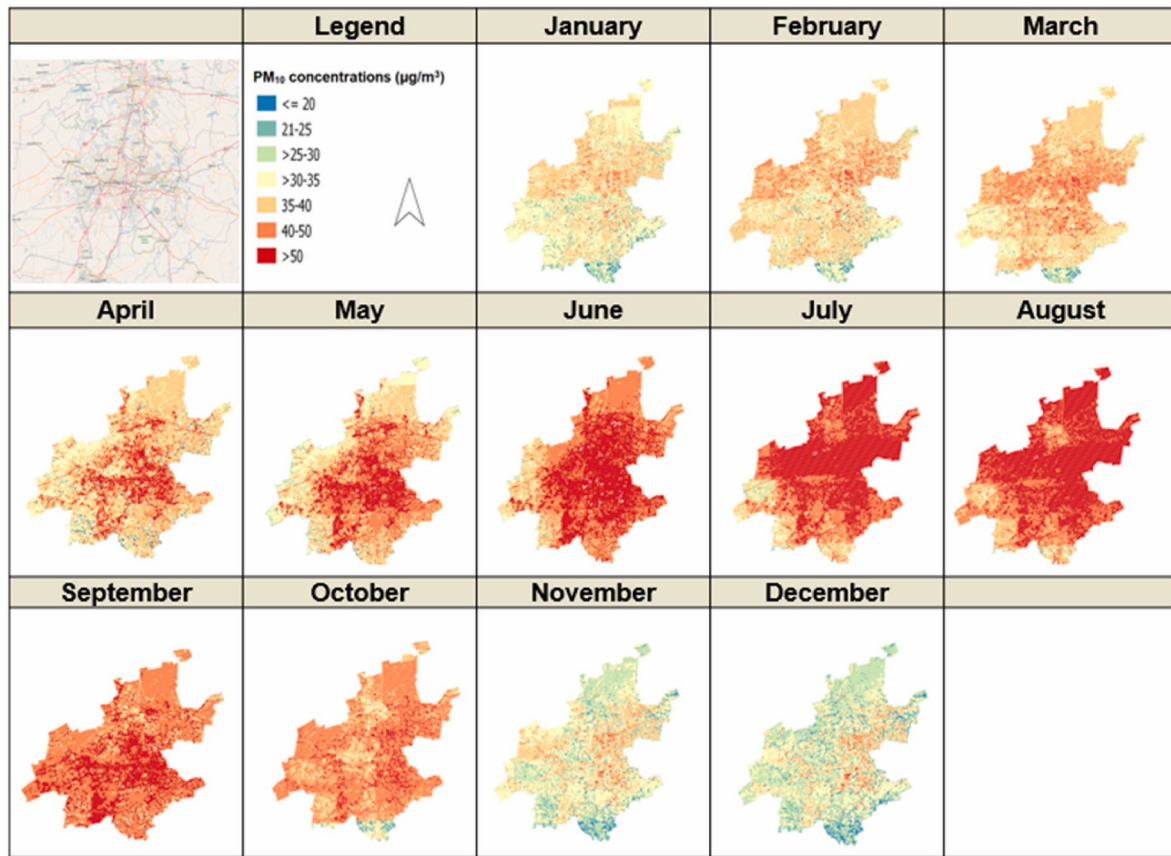 Legend
January
February
March
PM₁₀ concentrations (µg/m³)
<= 20
21-25
>25-30
>30-35
35-40
40-50
>50
April
May
June
July
August
September
October
November
December